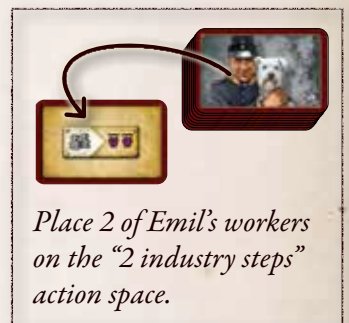 Place 2 of Emil’s workers
on the “2 industry steps”
action space.